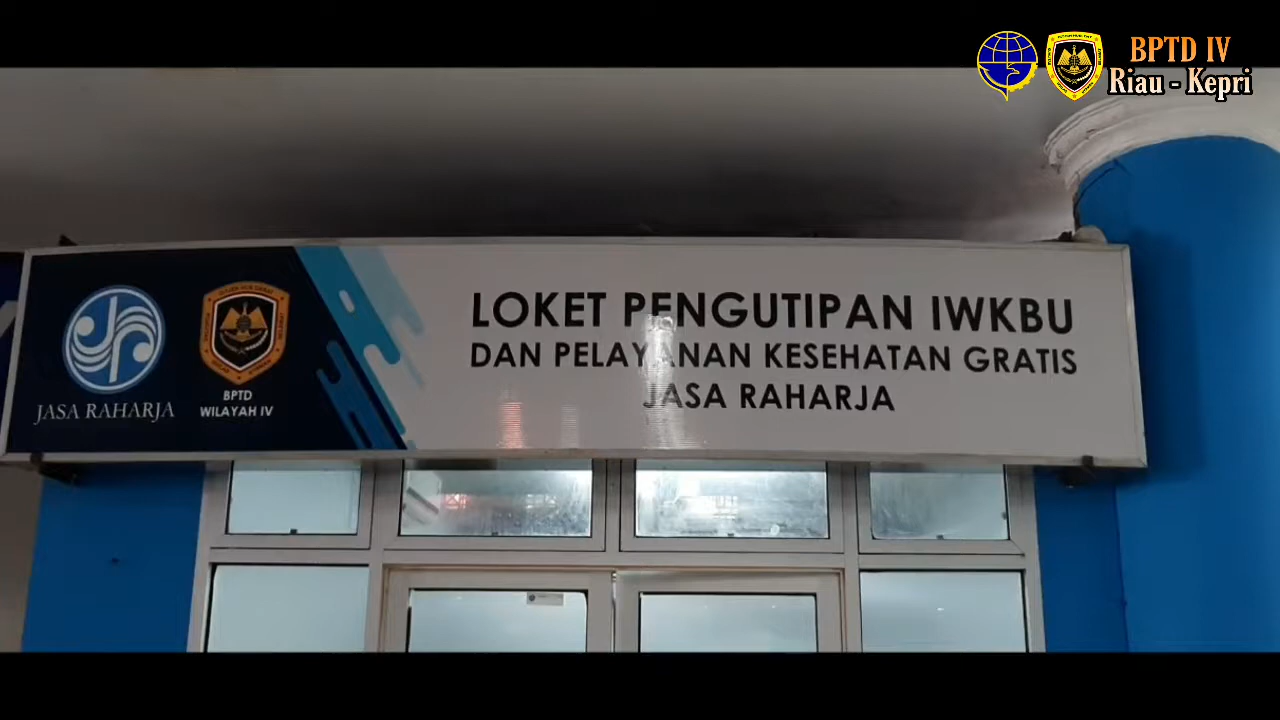 BPTD IV
Riau - Kepri
LOKET PENGUTIPAN IWKBU
DAN PELAYANAN KESEHATAN GRATIS
JASA RAHARJA
JASA RAHARJA
BPTD
WILAYAH IV